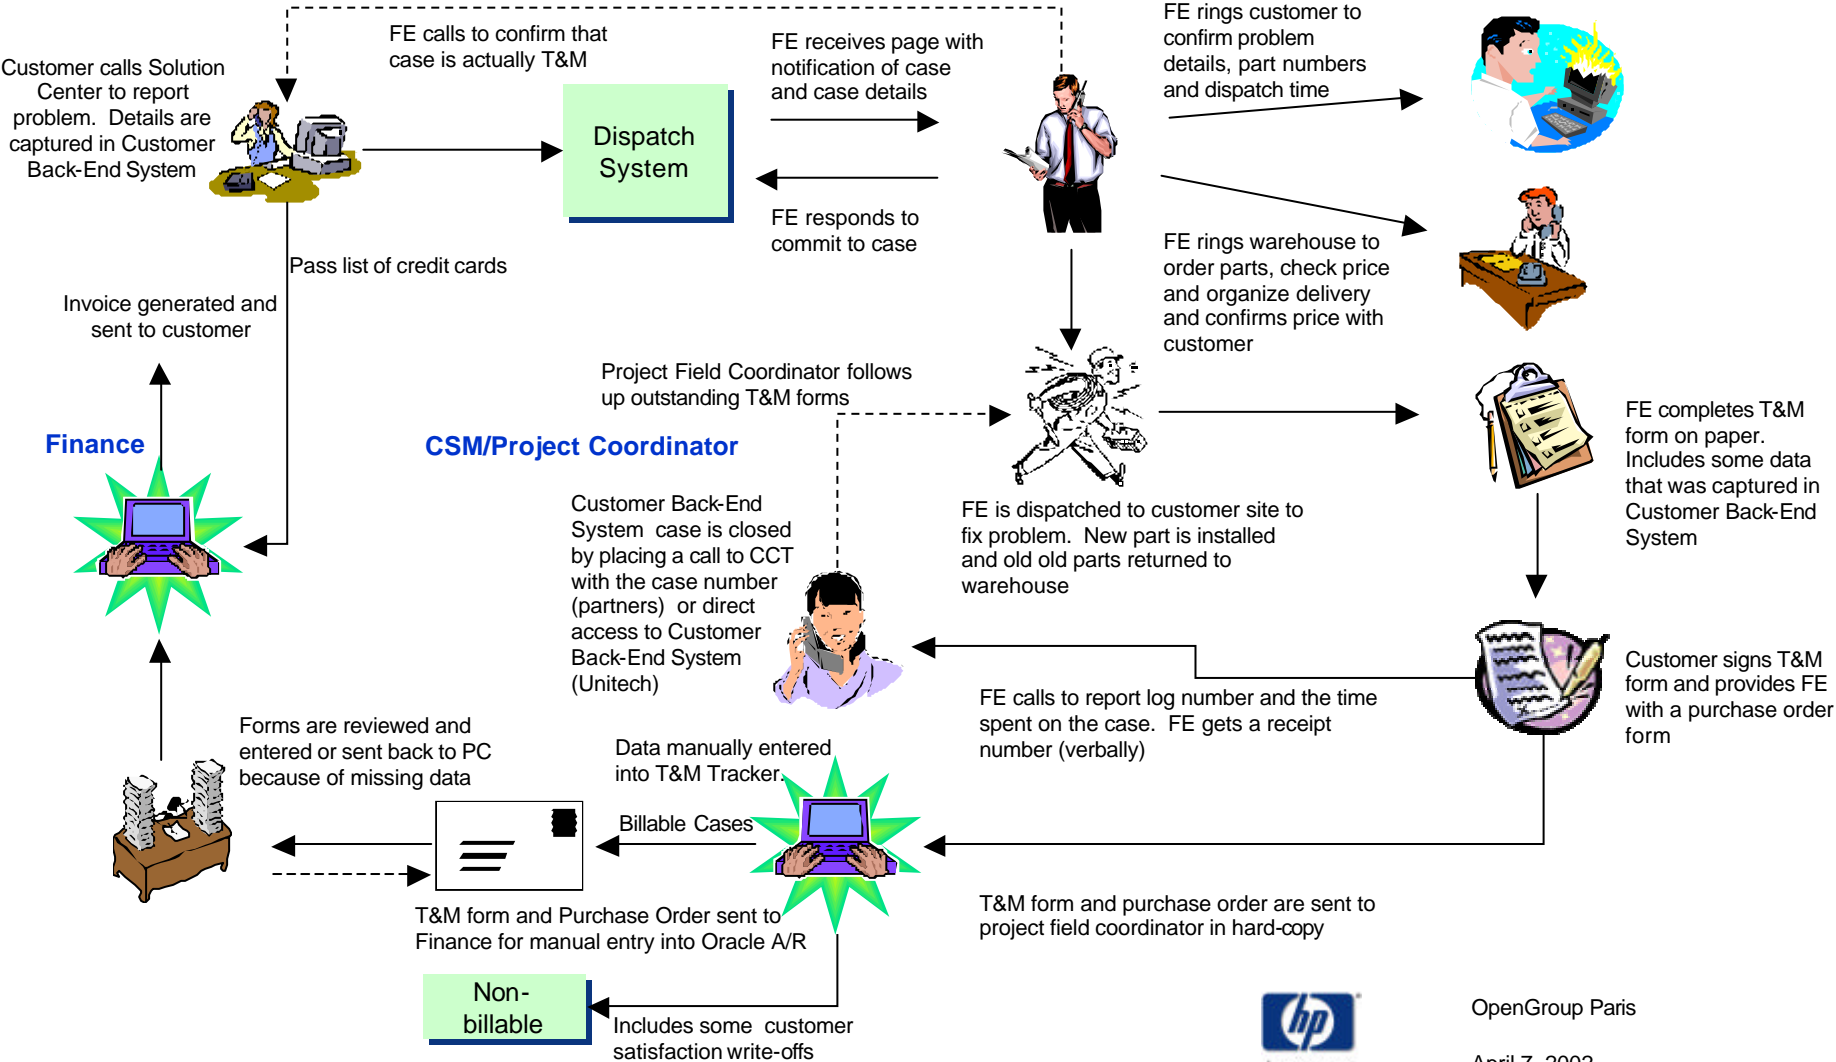 FE calls to confirm that
case is actually T&M
FE receives page with
notification of case
and case details
FE rings customer to
confirm problem
details, part numbers
and dispatch time
Customer calls Solution
Center to report
problem. Details are
captured in Customer
Back-End System
Dispatch
System
FE responds to
commit to case
FE rings warehouse to
order parts, check price
and organize delivery
and confirms price with
customer
Pass list of credit cards
Invoice generated and
sent to customer
Project Field Coordinator follows
up outstanding T&M forms
Finance
CSM/Project Coordinator
FE completes T&M
form on paper.
Includes some data
that was captured in
Customer Back-End
System
Customer Back-End
System case is closed
by placing a call to CCT
with the case number
(partners) or direct
access to Customer
Back-End System
(Unitech)
FE is dispatched to customer site to
fix problem. New part is installed
and old old parts returned to
warehouse
Customer signs T&M
form and provides FE
with a purchase order
form
FE calls to report log number and the time
spent on the case. FE gets a receipt
number (verbally)
Forms are reviewed and
entered or sent back to PC
because of missing data
Data manually entered
into T&M Tracker.
Billable Cases
T&M form and Purchase Order sent to
Finance for manual entry into Oracle A/R
T&M form and purchase order are sent to
project field coordinator in hard-copy
Non-
billable
Includes some customer
satisfaction write-offs
hp
OpenGroup Paris